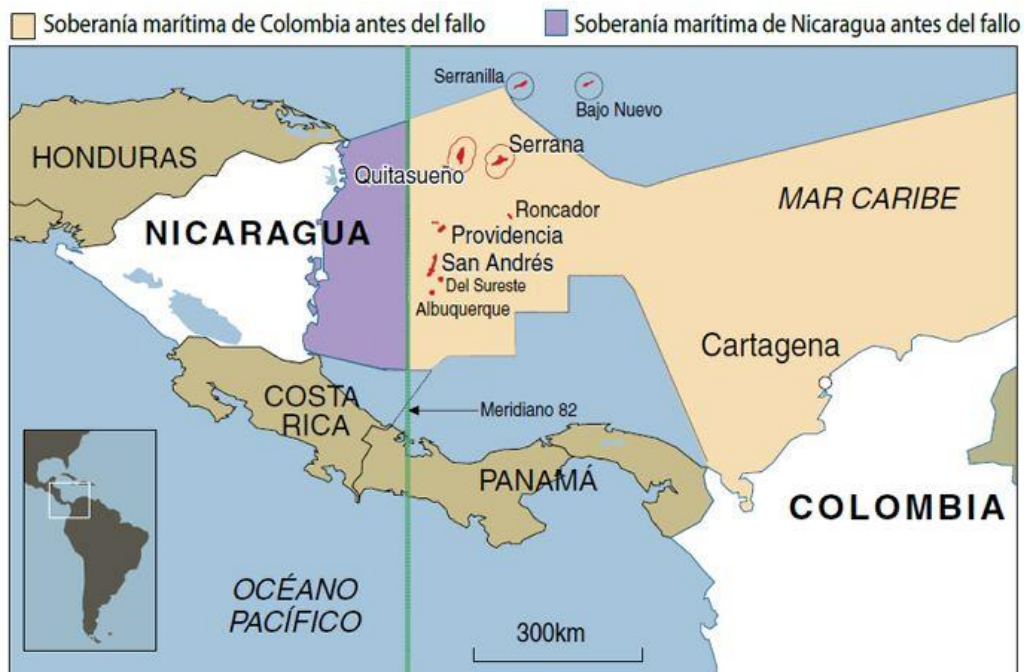 Soberanía marítima de Colombia antes del fallo
Soberanía marítima de Nicaragua antes del fallo
Serranilla
Bajo Nuevo
HONDURAS
Quitasueño
Serrana
MAR CARIBE
NICARAGUA
Roncador
Providencia
San Andrés
Del Sureste
Albuquerque
Cartagena
COSTA
RICA
Meridiano 82
PANAMÁ
COLOMBIA
OCÉANO
PACÍFICO
300km